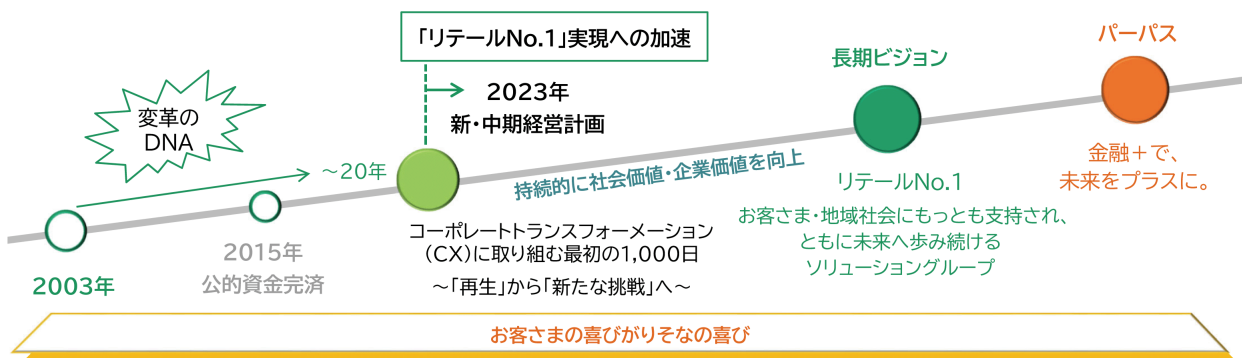 「リテールNo.1」実現への加速
2023年
新・中期経営計画
変革の
DNA
～20年
2003年
2015年
公的資金完済
コーポレートトランスフォーメーション
（CX）に取り組む最初の1,000日
～「再生」から「新たな挑戦」へ～
持続的に社会価値・企業価値を向上
長期ビジョン
リテールNo.1
お客さま・地域社会にもっとも支持され、
ともに未来へ歩み続ける
ソリューショングループ
パーパス
金融＋で、
未来をプラスに。
お客さまの喜びがりそなの喜び